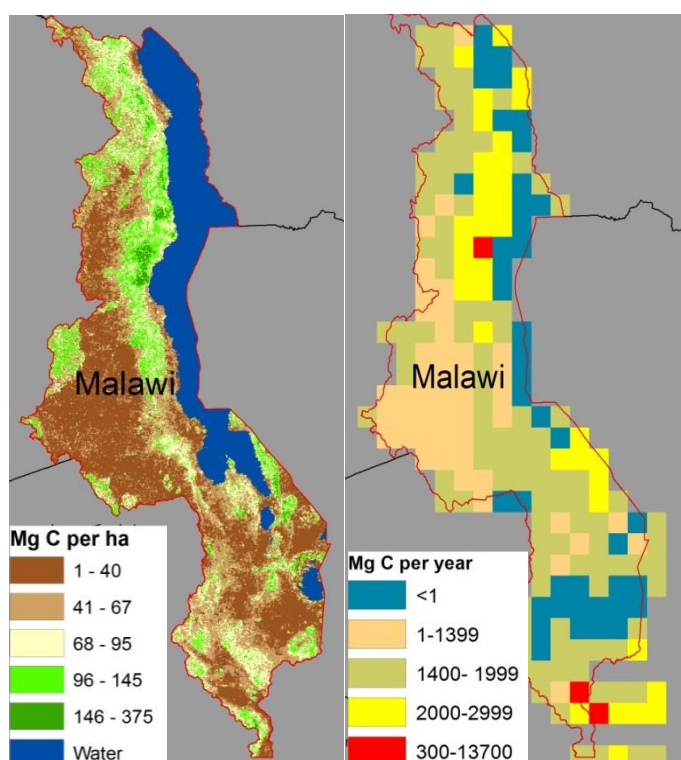 Malawi
Mg C per ha
1 - 40
41 - 67
68 - 95
96 - 145
146 - 375
Water
Malawi
Mg C per year
<1
1-1399
1400- 1999
2000-2999
300-13700